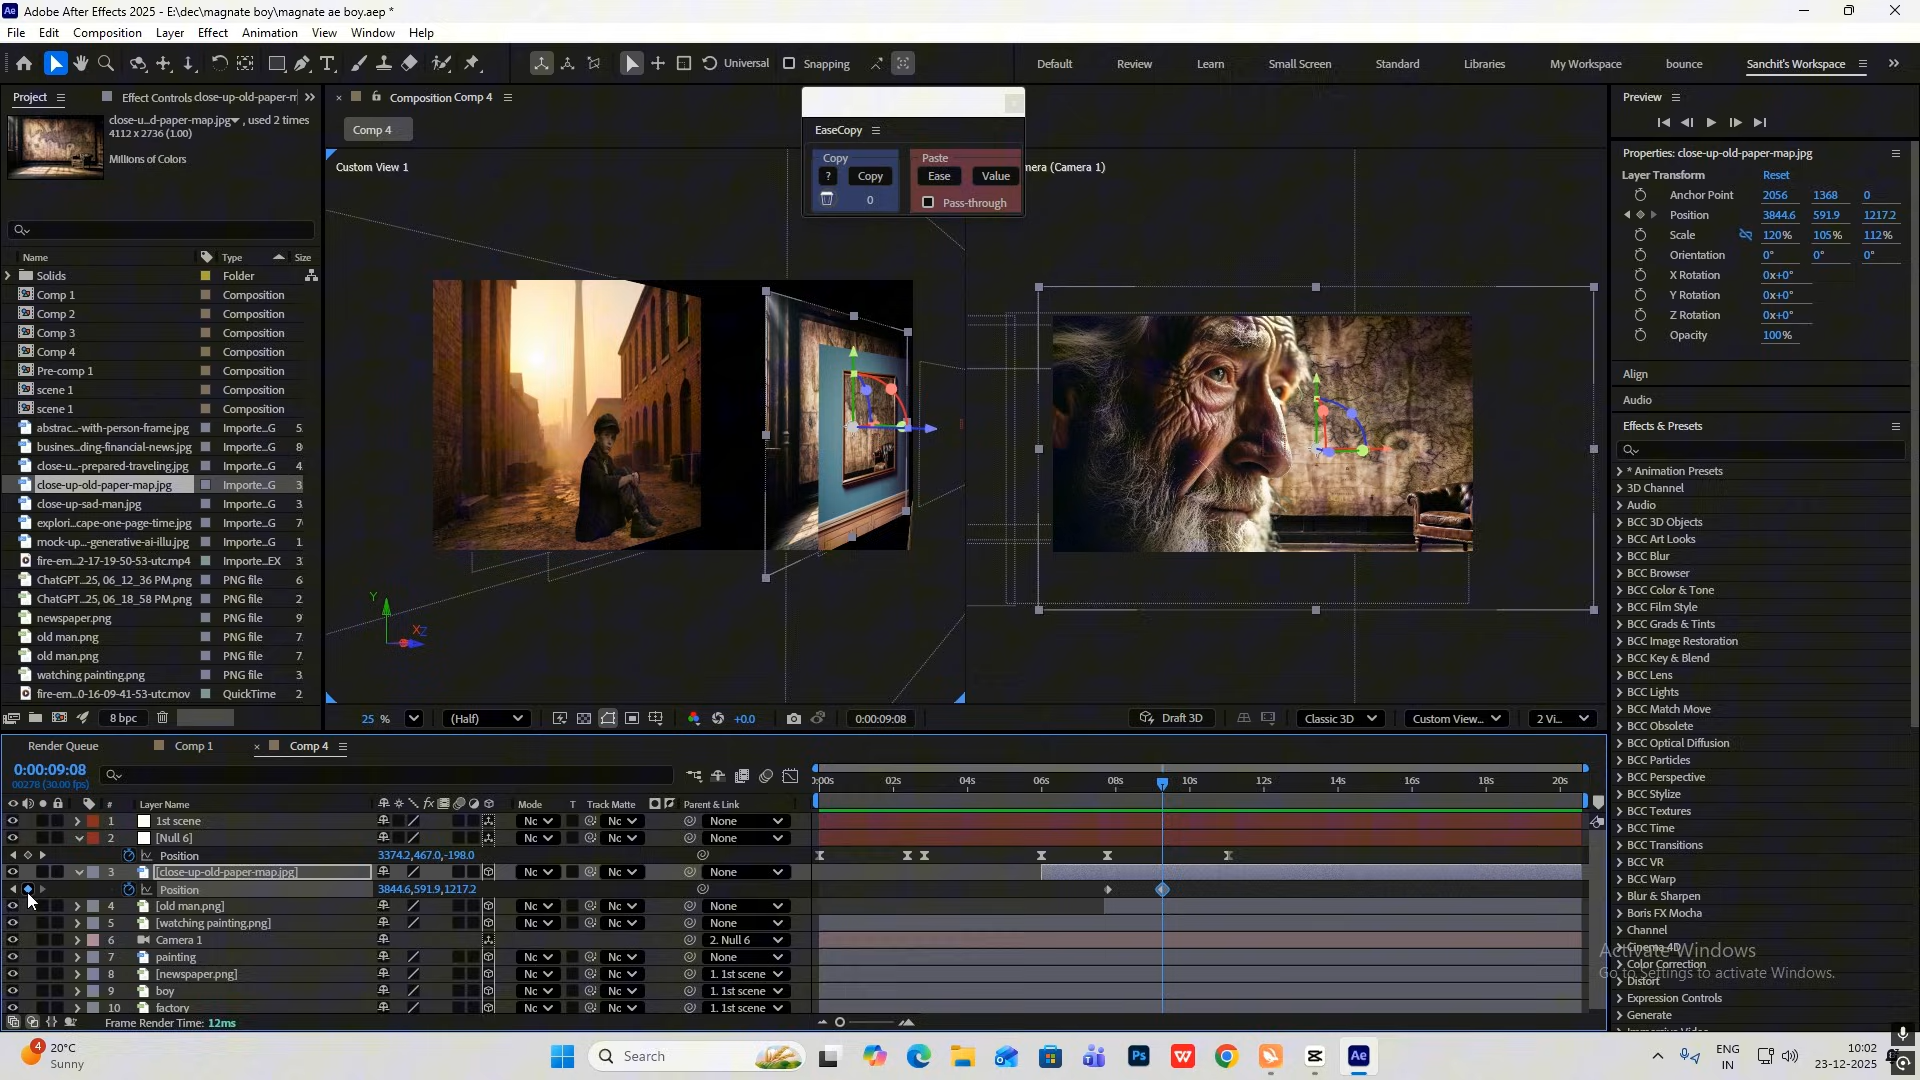 Adobe After Effects 2025 - E:\dec\magnate boy\magnate ae boy.aep *
File Edit Composition Layer Effect Animation View Window Help
Universal Snapping Default Review Learn Small Screen Standard Libraries My Workspace bounce Sanchit's Workspace
Project Effect Controls close-up-old-paper-m
close-u...d-paper-map.jpg , used 2 times
4112 x 2736 (1.00)
Millions of Colors
Name Type Size
Solids Folder
Comp 1 Composition
Comp 2 Composition
Comp 3 Composition
Comp 4 Composition
Pre-comp 1 Composition
scene 1 Composition
scene 1 Composition
abstrac...-with-person-frame.jpg Importe...G 5
busines...ding-financial-news.jpg Importe...G 8
close-u...-prepared-traveling.jpg Importe...G 4
close-up-old-paper-map.jpg Importe...G 3
close-up-sad-man.jpg Importe...G 3
explori...cape-one-page-time.jpg Importe...G 7
mock-up...-generative-ai-illu.jpg Importe...G 1
fire-em...2-17-19-50-53-utc.mp4 Importe...EX 3
ChatGPT...25, 06_12_36 PM.png PNG file 6
ChatGPT...25, 06_18_58 PM.png PNG file 2
newspaper.png PNG file 9
old man.png PNG file 7
old man.png PNG file 7
watching painting.png PNG file 3
fire-em...0-16-09-41-53-utc.mov QuickTime 2
8 bpc
Composition Comp 4
Comp 4
Custom View 1
EaseCopy
Copy Paste
? Copy Ease Value
0 Pass-through
mera (Camera 1)
Y
X Z
25 % (Half) +0.0 0:00:09:08 Draft 3D Classic 3D Custom View... 2 Vi...
Preview
Properties: close-up-old-paper-map.jpg
Layer Transform Reset
Anchor Point 2056 1368 0
Position 3844.6 591.9 1217.2
Scale 120% 105% 112%
Orientation 0° 0° 0°
X Rotation 0x+0°
Y Rotation 0x+0°
Z Rotation 0x+0°
Opacity 100%
Align
Audio
Effects & Presets
* Animation Presets
3D Channel
Audio
BCC 3D Objects
BCC Art Looks
BCC Blur
BCC Browser
BCC Color & Tone
BCC Film Style
BCC Grads & Tints
BCC Image Restoration
BCC Key & Blend
BCC Lens
BCC Lights
BCC Match Move
BCC Obsolete
BCC Optical Diffusion
BCC Particles
BCC Perspective
BCC Stylize
BCC Textures
BCC Time
BCC Transitions
BCC VR
BCC Warp
Blur & Sharpen
Boris FX Mocha
Channel
Cinema 4D
Color Correction
Distort
Expression Controls
Generate
Activate Windows
Go to Settings to activate Windows.
Render Queue Comp 1 Comp 4
0:00:09:08
00278 (30.00 fps)
:00s 02s 04s 06s 08s 10s 12s 14s 16s 18s 20s
# Layer Name fx Mode T Track Matte Parent & Link
1 1st scene Nc Nc None
2 [Null 6] Nc Nc None
Position 3374.2,467.0,-198.0
3 [close-up-old-paper-map.jpg] Nc Nc None
Position 3844.6,591.9,1217.2
4 [old man.png] Nc Nc None
5 [watching painting.png] Nc Nc None
6 Camera 1 2. Null 6
7 painting Nc Nc None
8 [newspaper.png] Nc Nc 1. 1st scene
9 boy Nc Nc 1. 1st scene
10 factory Nc Nc 1. 1st scene
Frame Render Time: 12ms
4 20°C
Sunny
Search
ENG
IN
10:02
23-12-2025